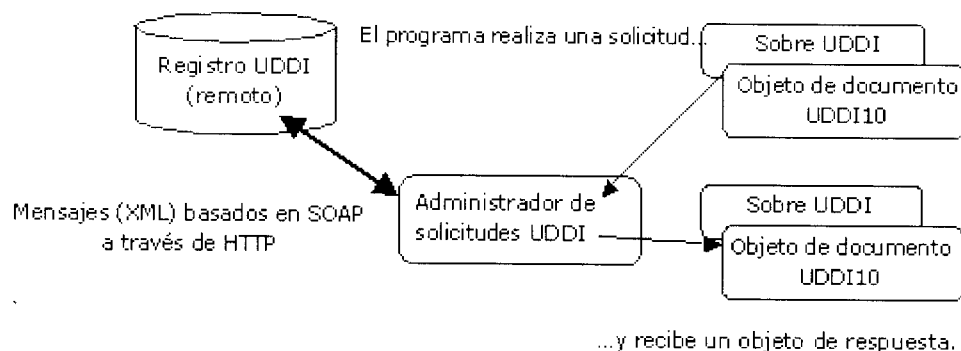 El programa realiza una solicitud...
Registro UDDI
(remoto)
Sobre UDDI
Objeto de documento
UDDI10
Mensajes (XML) basados en SOAP
a través de HTTP
Administrador de
solicitudes UDDI
Sobre UDDI
Objeto de documento
UDDI10
...y recibe un objeto de respuesta.